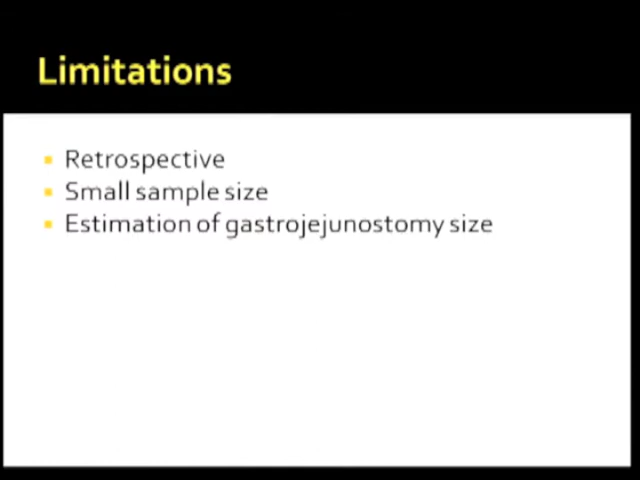 Limitations
Retrospective
Small sample size
Estimation of gastrojejunostomy size